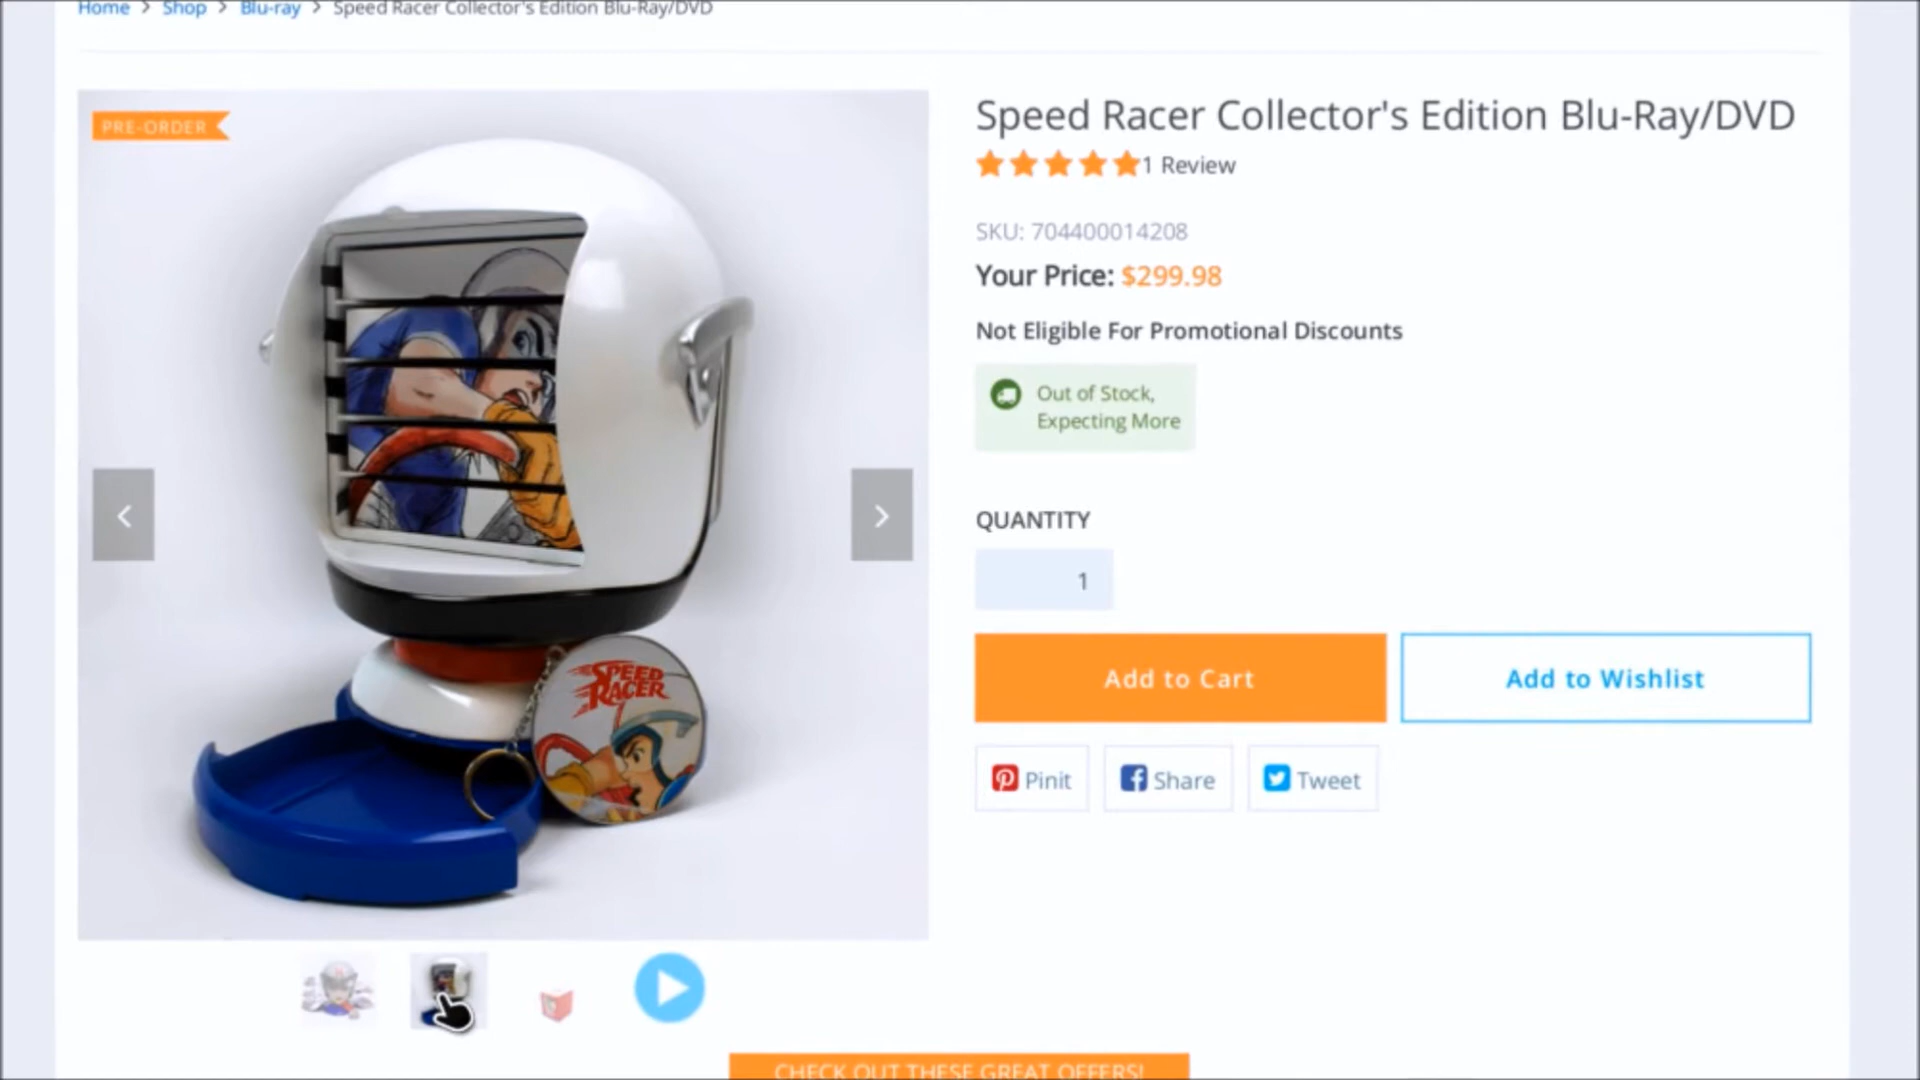 Home > Shop > Blu-ray > Speed Racer Collector's Edition Blu-Ray/DVD
PRE-ORDER
SPEED
RACER
Speed Racer Collector's Edition Blu-Ray/DVD
1 Review
SKU: 704400014208
Your Price: $299.98
Not Eligible For Promotional Discounts
Out of Stock,
Expecting More
QUANTITY
1
Add to Cart
Add to Wishlist
Pinit
Share
Tweet
CHECK OUT THESE GREAT OFFERS!